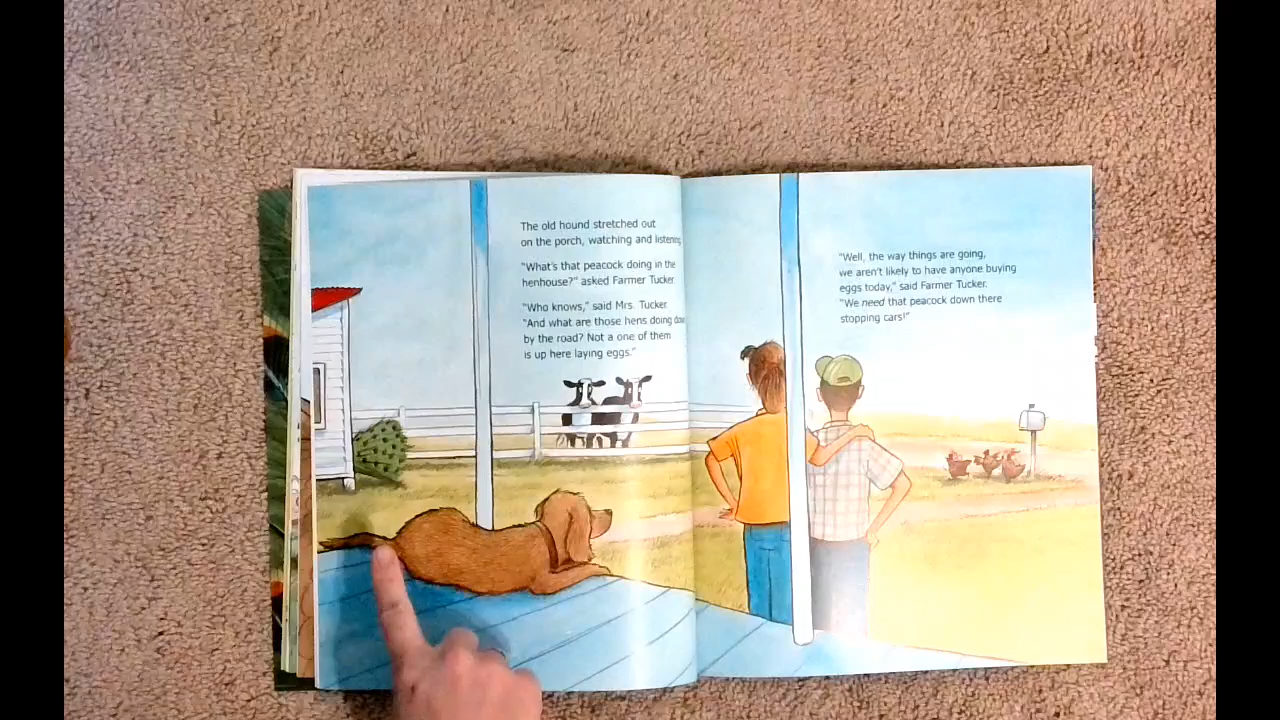 The old hound stretched out
on the porch, watching and listening
"What's that peacock doing in the
henhouse?" asked Farmer Tucker.
"Who knows," said Mrs. Tucker.
"And what are those hens doing down
by the road? Not a one of them
is up here laying eggs."
"Well, the way things are going,
we aren't likely to have anyone buying
eggs today," said Farmer Tucker.
"We need that peacock down there
stopping cars!"